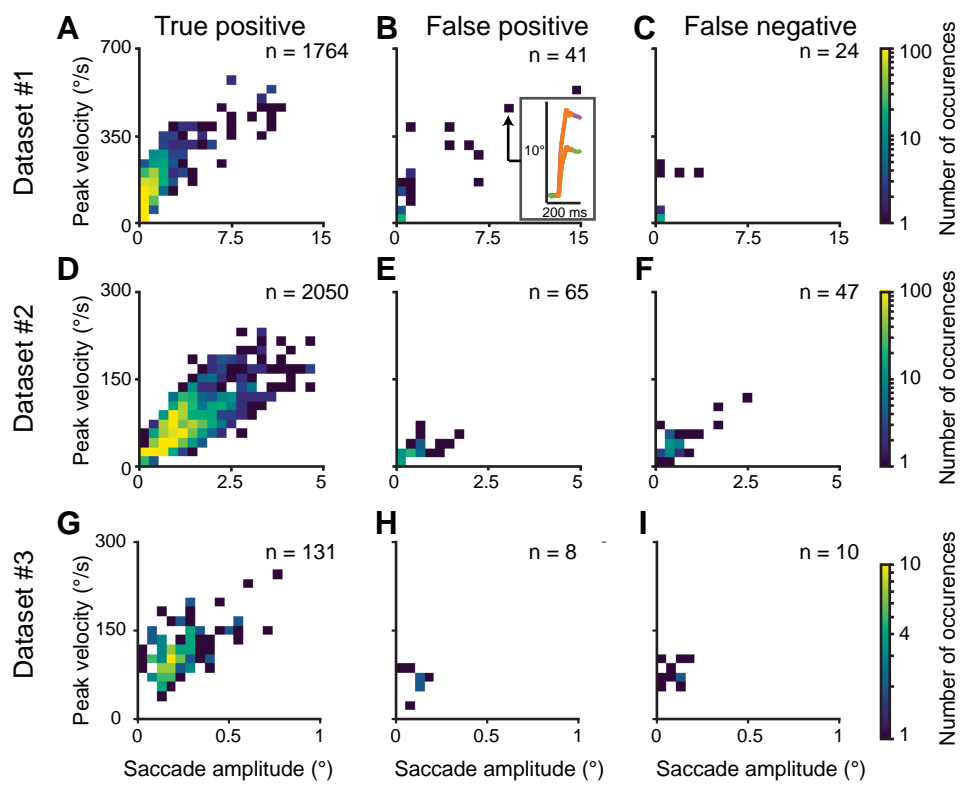 A True positive B False positive C False negative
Dataset #1
Peak velocity (°/s)
700
350
0
n = 1764
n = 41
n = 24
10°
200 ms
0 7.5 15
0 7.5 15
0 7.5 15
100
10
1
Number of occurences
D E F
Dataset #2
Peak velocity (°/s)
300
150
0
n = 2050
n = 65
n = 47
0 2.5 5
0 2.5 5
0 2.5 5
100
10
1
Number of occurences
G H I
Dataset #3
Peak velocity (°/s)
300
150
0
n = 131
n = 8
n = 10
0 0.5 1
0 0.5 1
0 0.5 1
10
4
1
Number of occurences
Saccade amplitude (°) Saccade amplitude (°) Saccade amplitude (°)